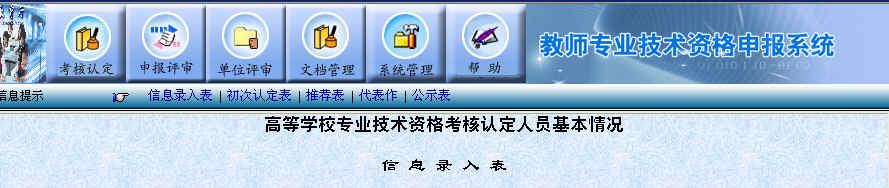 考核认定 申报评审 单位评审 文档管理 系统管理 帮 助
教师专业技术资格申报系统
信息提示 信息录入表 | 初次认定表 | 推荐表 | 代表作 | 公示表
高等学校专业技术资格考核认定人员基本情况
信 息 录 入 表